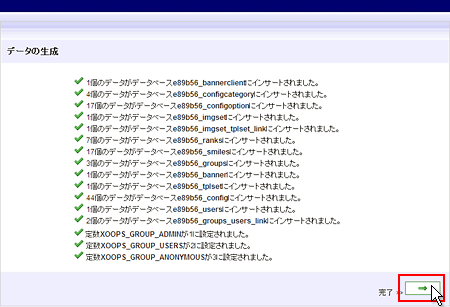 データの生成
1個のデータがデータベースe89b56_bannerclientにインサートされました。
4個のデータがデータベースe89b56_configcategoryにインサートされました。
17個のデータがデータベースe89b56_configoptionにインサートされました。
1個のデータがデータベースe89b56_imgsetにインサートされました。
1個のデータがデータベースe89b56_imgset_tplset_linkにインサートされました。
7個のデータがデータベースe89b56_ranksにインサートされました。
17個のデータがデータベースe89b56_smilesにインサートされました。
3個のデータがデータベースe89b56_groupsにインサートされました。
1個のデータがデータベースe89b56_bannerにインサートされました。
1個のデータがデータベースe89b56_tplsetにインサートされました。
44個のデータがデータベースe89b56_configにインサートされました。
1個のデータがデータベースe89b56_usersにインサートされました。
2個のデータがデータベースe89b56_groups_users_linkにインサートされました。
定数XOOPS_GROUP_ADMINが1に設定されました。
定数XOOPS_GROUP_USERSが2に設定されました。
定数XOOPS_GROUP_ANONYMOUSが3に設定されました。
完了 >>